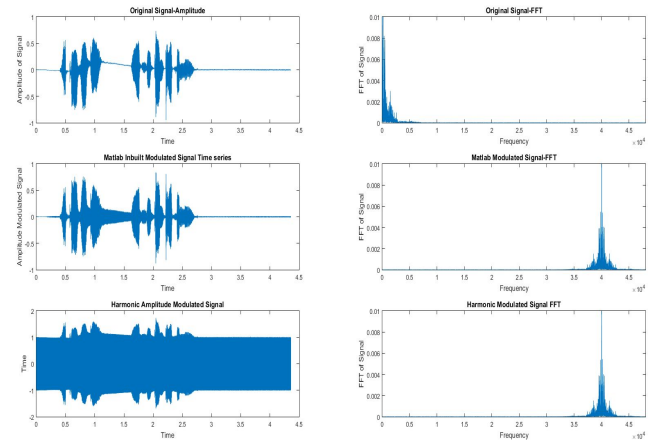 Original Signal-Amplitude
Amplitude of Signal
1
0.5
0
-0.5
-1
0 0.5 1 1.5 2 2.5 3 3.5 4 4.5
Time
Original Signal-FFT
FFT of Signal
0.01
0.008
0.006
0.004
0.002
0
0 0.5 1 1.5 2 2.5 3 3.5 4 4.5
× 10⁴
Frequency
Matlab Inbuilt Modulated Signal Time series
Amplitude Modulated Signal
1
0.5
0
-0.5
-1
0 0.5 1 1.5 2 2.5 3 3.5 4 4.5
Time
Matlab Modulated Signal-FFT
FFT of Signal
0.01
0.008
0.006
0.004
0.002
0
0 0.5 1 1.5 2 2.5 3 3.5 4 4.5
× 10⁴
Frequency
Harmonic Amplitude Modulated Signal
Time
2
1
0
-1
-2
0 0.5 1 1.5 2 2.5 3 3.5 4 4.5
Time
Harmonic Modulated Signal FFT
FFT of Signal
0.01
0.008
0.006
0.004
0.002
0
0 0.5 1 1.5 2 2.5 3 3.5 4 4.5
× 10⁴
Frequency